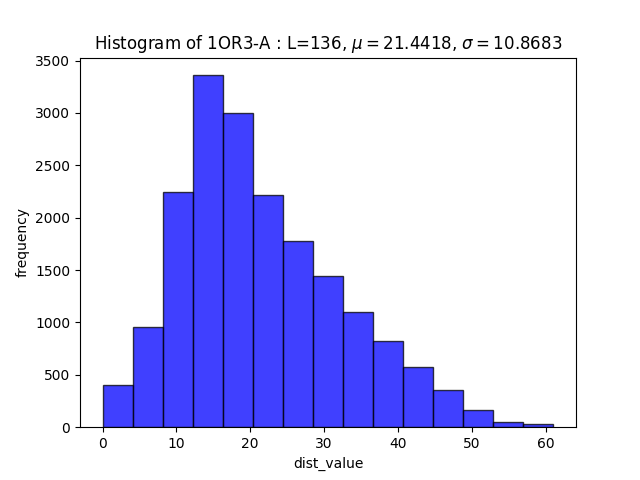 Histogram of 1OR3-A : L=136, μ = 21.4418, σ = 10.8683
3500
3000
2500
2000
1500
1000
500
0
frequency
0 10 20 30 40 50 60
dist_value